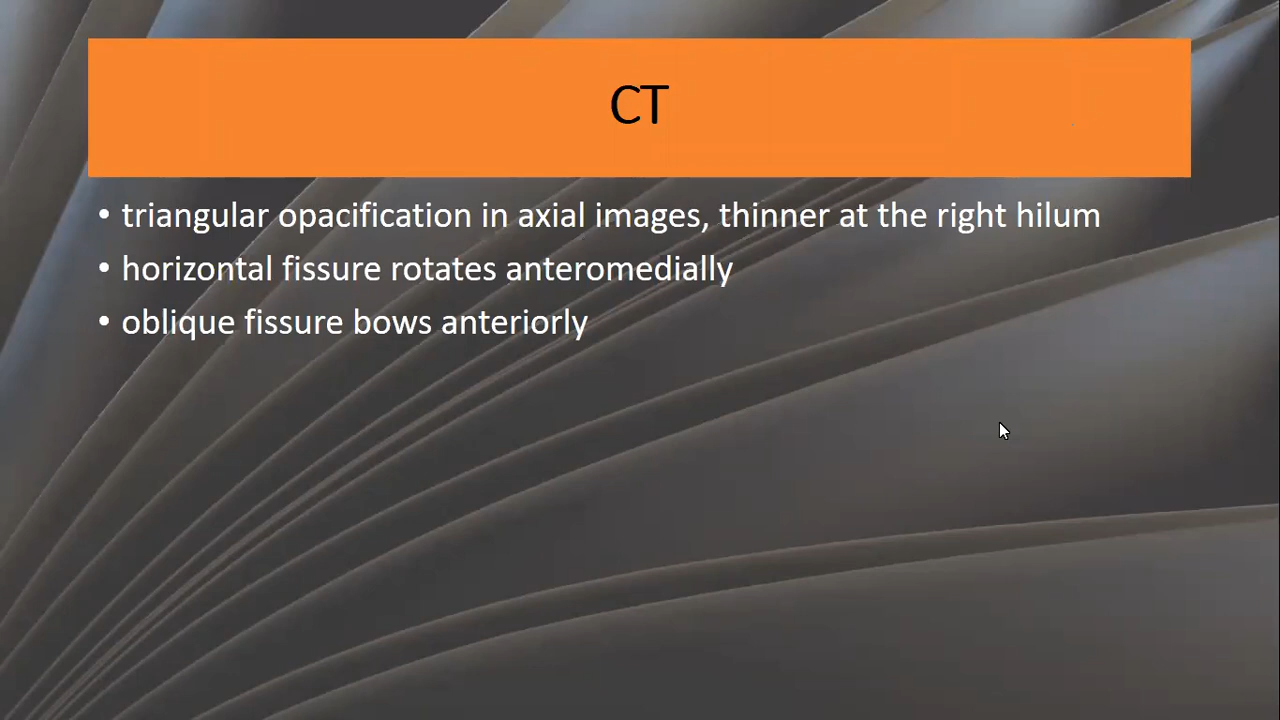 CT
• triangular opacification in axial images, thinner at the right hilum
• horizontal fissure rotates anteromedially
• oblique fissure bows anteriorly